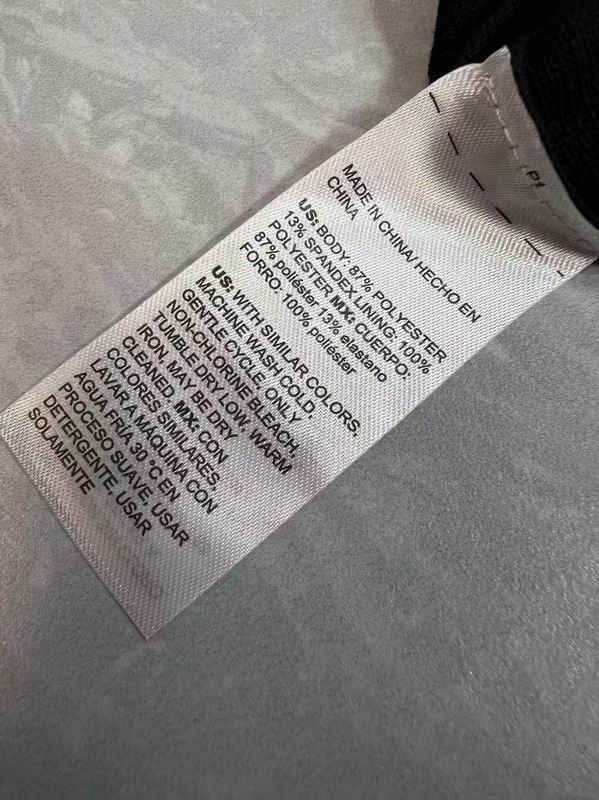 P1
MADE IN CHINA/ HECHO EN
CHINA
US: BODY: 87% POLYESTER
13% SPANDEX LINING: 100%
POLYESTER MX: CUERPO:
87% poliéster 13% elastano
FORRO: 100% poliéster
US: WITH SIMILAR COLORS,
MACHINE WASH COLD,
GENTLE CYCLE, ONLY
NON-CHLORINE BLEACH,
TUMBLE DRY LOW, WARM
IRON, MAY BE DRY
CLEANED MX: CON
COLORES SIMILARES,
LAVAR A MÁQUINA CON
AGUA FRÍA 30 °C EN
PROCESO SUAVE, USAR
DETERGENTE, USAR
SOLAMENTE